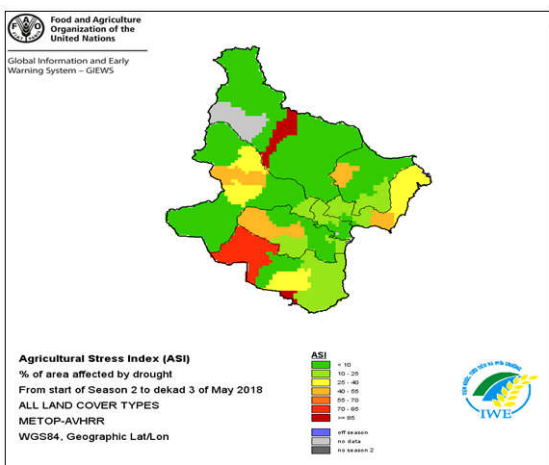 Food and Agriculture
Organization of the
United Nations
Global Information and Early
Warning System – GIEWS
Agricultural Stress Index (ASI)
% of area affected by drought
From start of Season 2 to dekad 3 of May 2018
ALL LAND COVER TYPES
METOP-AVHRR
WGS84, Geographic Lat/Lon
ASI
< 10
10 - 25
25 - 40
40 - 55
55 - 70
70 - 85
>= 85
off season
no data
no season 2
IWE